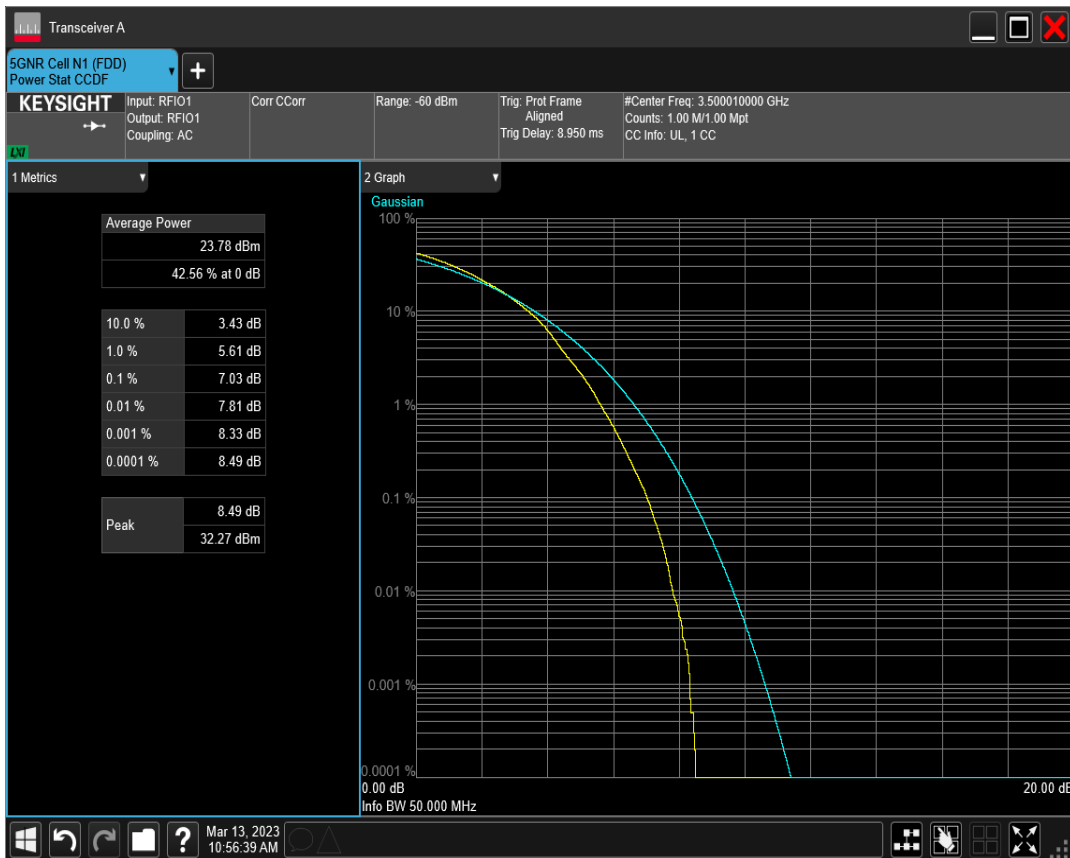 Transceiver A
5GNR Cell N1 (FDD)
Power Stat CCDF
KEYSIGHT
LXI
Input: RFIO1
Output: RFIO1
Coupling: AC
Corr CCorr
Range: -60 dBm
Trig: Prot Frame
Aligned
Trig Delay: 8.950 ms
#Center Freq: 3.500010000 GHz
Counts: 1.00 M/1.00 Mpt
CC Info: UL, 1 CC
1 Metrics
Average Power
23.78 dBm
42.56 % at 0 dB
10.0 % 3.43 dB
1.0 % 5.61 dB
0.1 % 7.03 dB
0.01 % 7.81 dB
0.001 % 8.33 dB
0.0001 % 8.49 dB
Peak
8.49 dB
32.27 dBm
2 Graph
Gaussian
100 %
10 %
1 %
0.1 %
0.01 %
0.001 %
0.0001 %
0.00 dB 20.00 dB
Info BW 50.000 MHz
?
Mar 13, 2023
10:56:39 AM